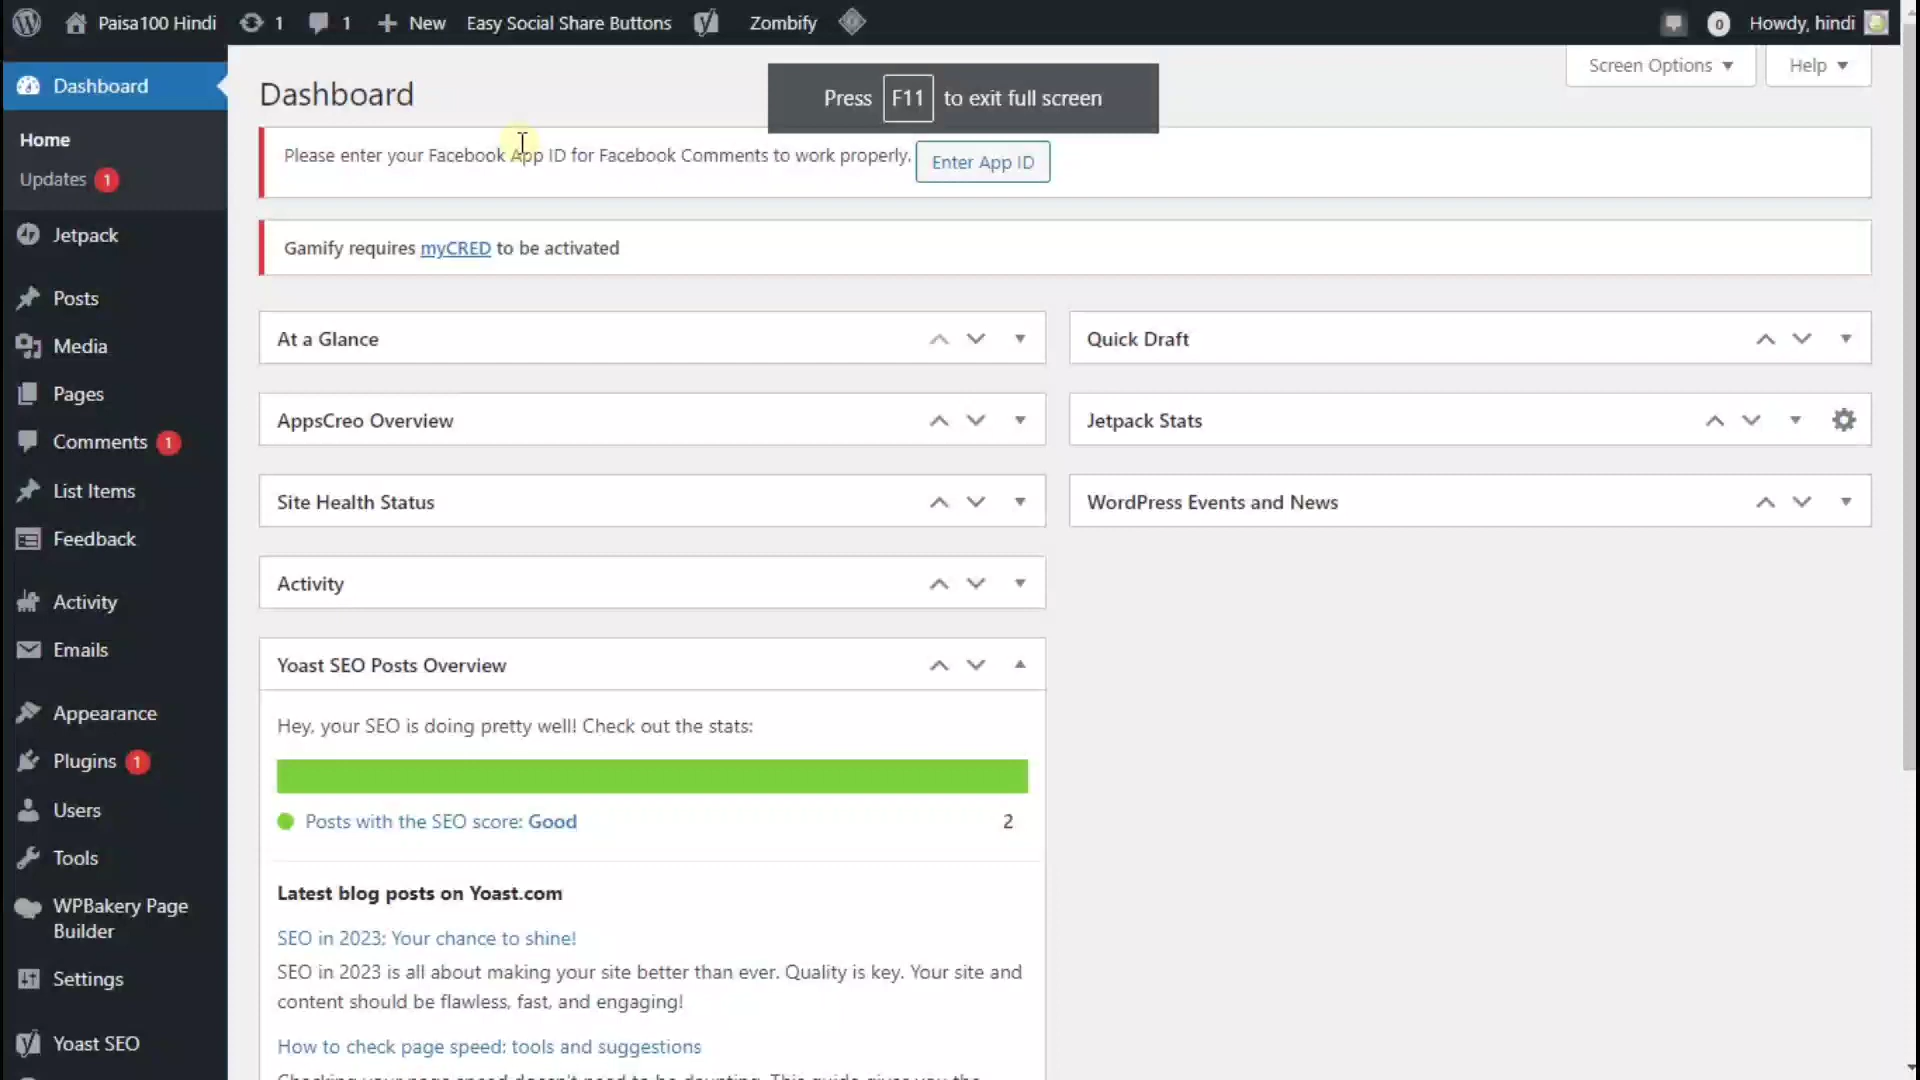 Paisa100 Hindi 1 1 New Easy Social Share Buttons Zombify 0 Howdy, hindi
Screen Options Help
Press F11 to exit full screen
Dashboard
Home
Updates 1
Jetpack
Posts
Media
Pages
Comments 1
List Items
Feedback
Activity
Emails
Appearance
Plugins 1
Users
Tools
WPBakery Page
Builder
Settings
Yoast SEO
Dashboard
Please enter your Facebook App ID for Facebook Comments to work properly. Enter App ID
Gamify requires myCRED to be activated
At a Glance
AppsCreo Overview
Site Health Status
Activity
Yoast SEO Posts Overview
Hey, your SEO is doing pretty well! Check out the stats:
Posts with the SEO score: Good 2
Latest blog posts on Yoast.com
SEO in 2023: Your chance to shine!
SEO in 2023 is all about making your site better than ever. Quality is key. Your site and
content should be flawless, fast, and engaging!
How to check page speed: tools and suggestions
Quick Draft
Jetpack Stats
WordPress Events and News